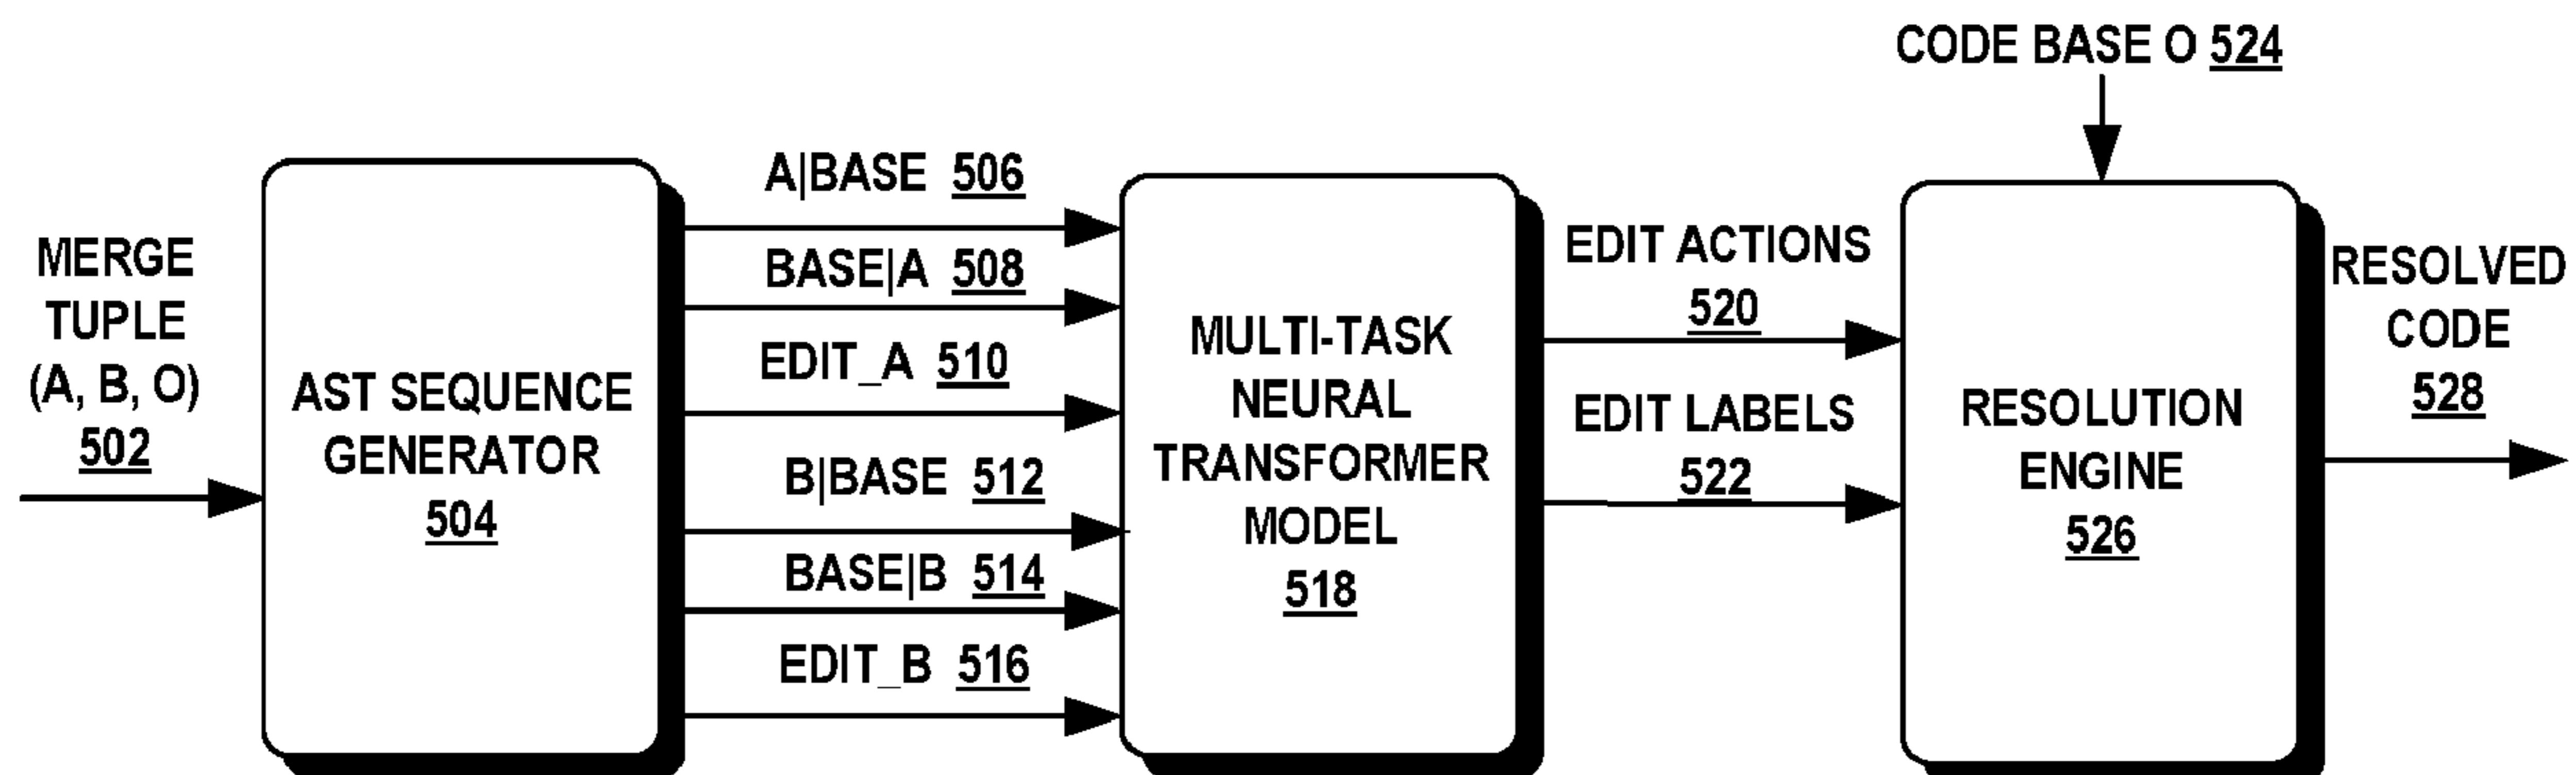 MERGE
TUPLE
(A, B, O)
502
AST SEQUENCE
GENERATOR
504
A|BASE 506
BASE|A 508
EDIT_A 510
B|BASE 512
BASE|B 514
EDIT_B 516
MULTI-TASK
NEURAL
TRANSFORMER
MODEL
518
EDIT ACTIONS
520
EDIT LABELS
522
CODE BASE O 524
RESOLUTION
ENGINE
526
RESOLVED
CODE
528